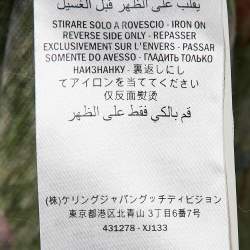 يقلب على الظهر قبل الغسيل
STIRARE SOLO A ROVESCIO - IRON ON
REVERSE SIDE ONLY - REPASSER
EXCLUSIVEMENT SUR L'ENVERS - PASSAR
SOMENTE DO AVESSO - ГЛАДИТЬ ТОЛЬКО
НАИЗНАНКУ - 裏返しにし
てアイロンを当ててください
仅反面熨烫
قم بالكي فقط على الظهر
(株)ケリングジャパングッチディビジョン
東京都港区北青山3丁目6番7号
431278 - XJ133